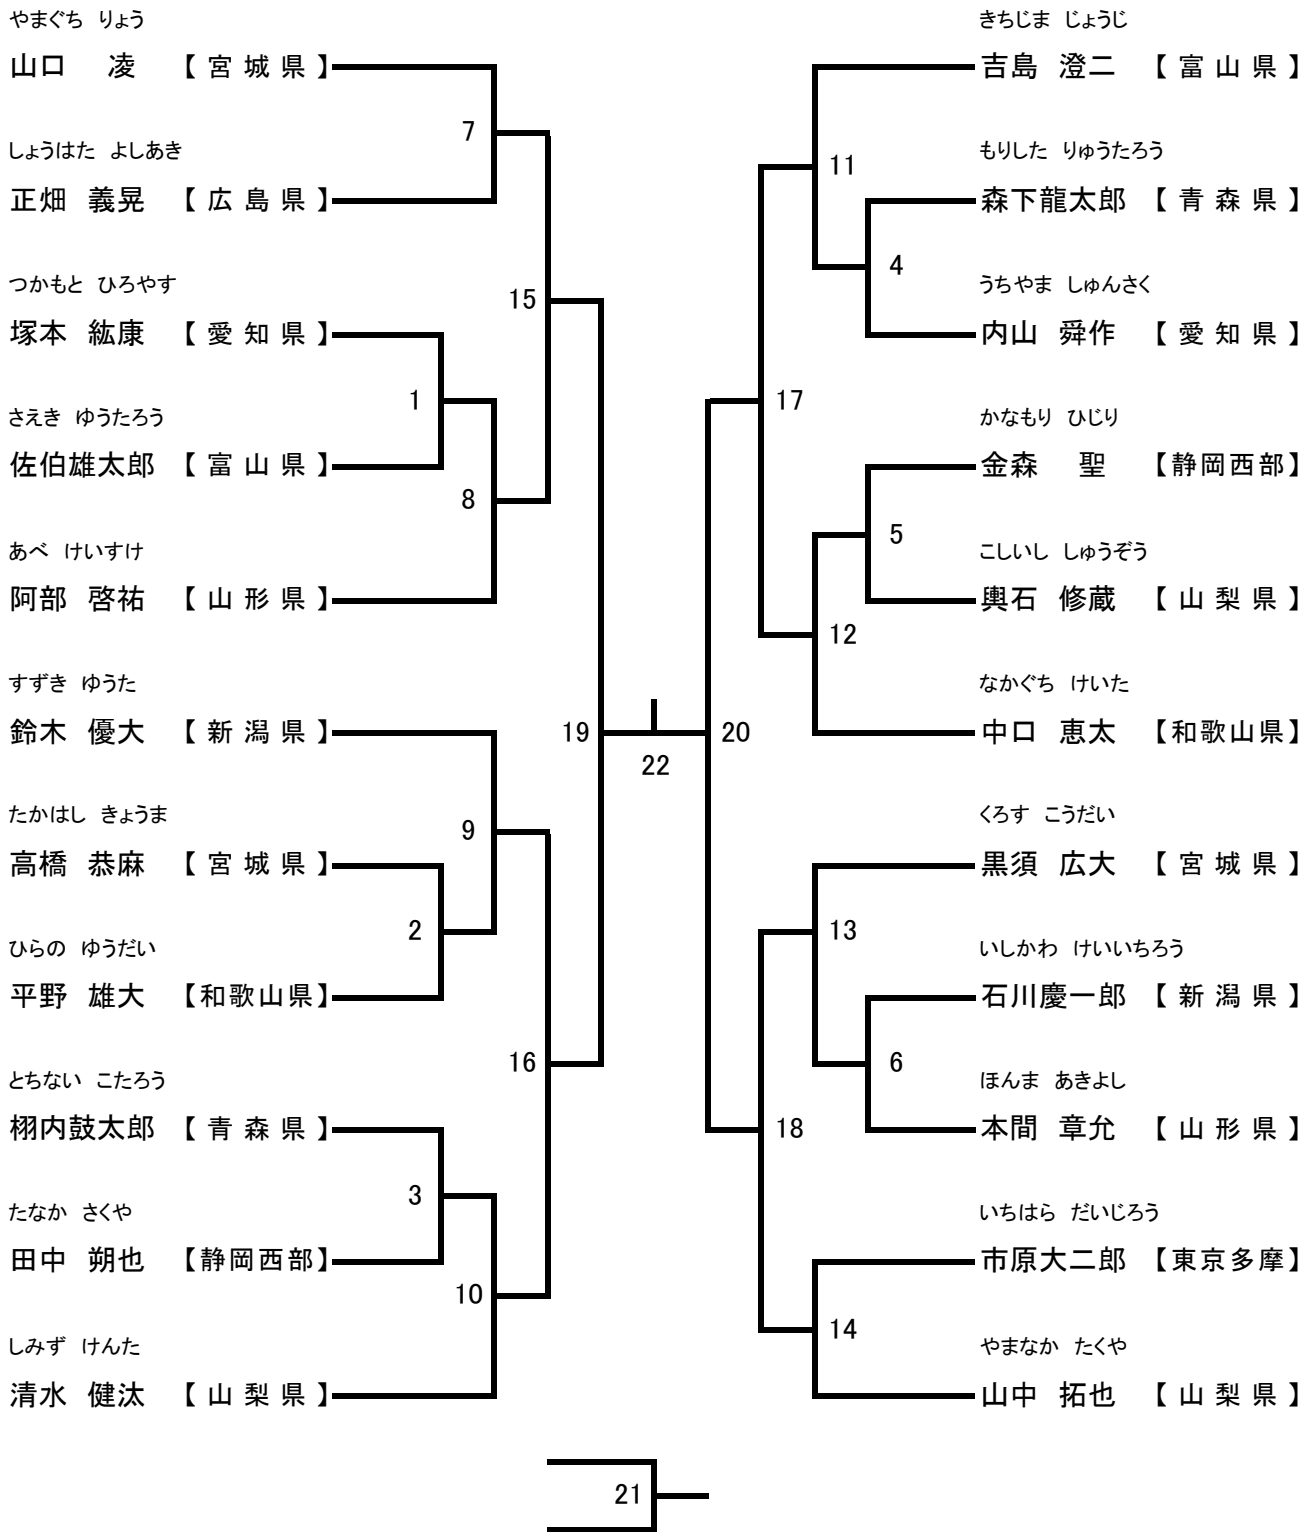 やまぐち りょう
山口 凌 【 宮 城 県 】
しょうはた よしあき
正畑 義晃 【 広 島 県 】
つかもと ひろやす
塚本 紘康 【 愛 知 県 】
さえき ゆうたろう
佐伯雄太郎 【 富 山 県 】
あべ けいすけ
阿部 啓祐 【 山 形 県 】
すずき ゆうた
鈴木 優大 【 新 潟 県 】
たかはし きょうま
高橋 恭麻 【 宮 城 県 】
ひらの ゆうだい
平野 雄大 【和歌山県】
とちない こたろう
栩内鼓太郎 【 青 森 県 】
たなか さくや
田中 朔也 【静岡西部】
しみず けんた
清水 健汰 【 山 梨 県 】
7
1
8
15
9
2
16
3
10
19
22
20
21
11
4
17
5
12
13
6
18
14
きちじま じょうじ
吉島 澄二 【 富 山 県 】
もりした りゅうたろう
森下龍太郎 【 青 森 県 】
うちやま しゅんさく
内山 舜作 【 愛 知 県 】
かなもり ひじり
金森 聖 【静岡西部】
こしいし しゅうぞう
輿石 修蔵 【 山 梨 県 】
なかぐち けいた
中口 恵太 【和歌山県】
くろす こうだい
黒須 広大 【 宮 城 県 】
いしかわ けいいちろう
石川慶一郎 【 新 潟 県 】
ほんま あきよし
本間 章允 【 山 形 県 】
いちはら だいじろう
市原大二郎 【東京多摩】
やまなか たくや
山中 拓也 【 山 梨 県 】